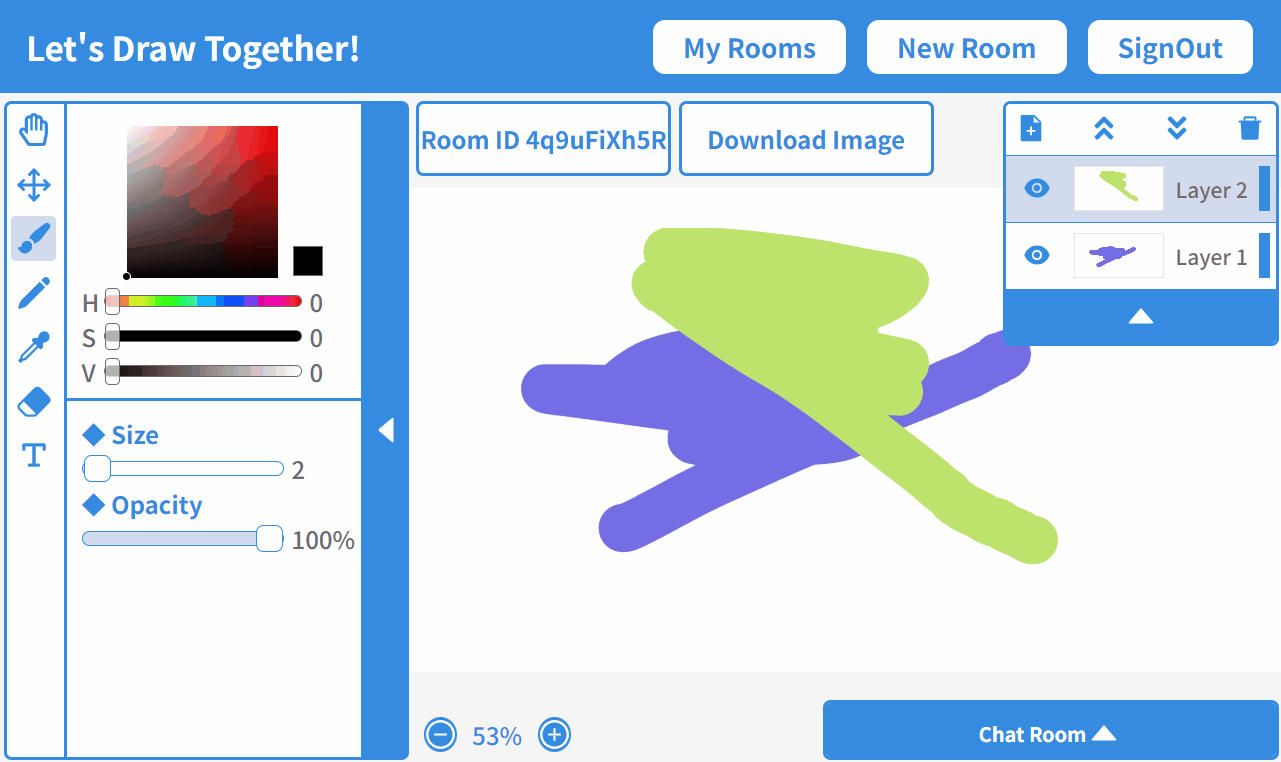 Let's Draw Together!
My Rooms
New Room
SignOut
Room ID 4q9uFiXh5R
Download Image
Layer 2
Layer 1
H 0
S 0
V 0
Size
2
Opacity
100%
53%
Chat Room